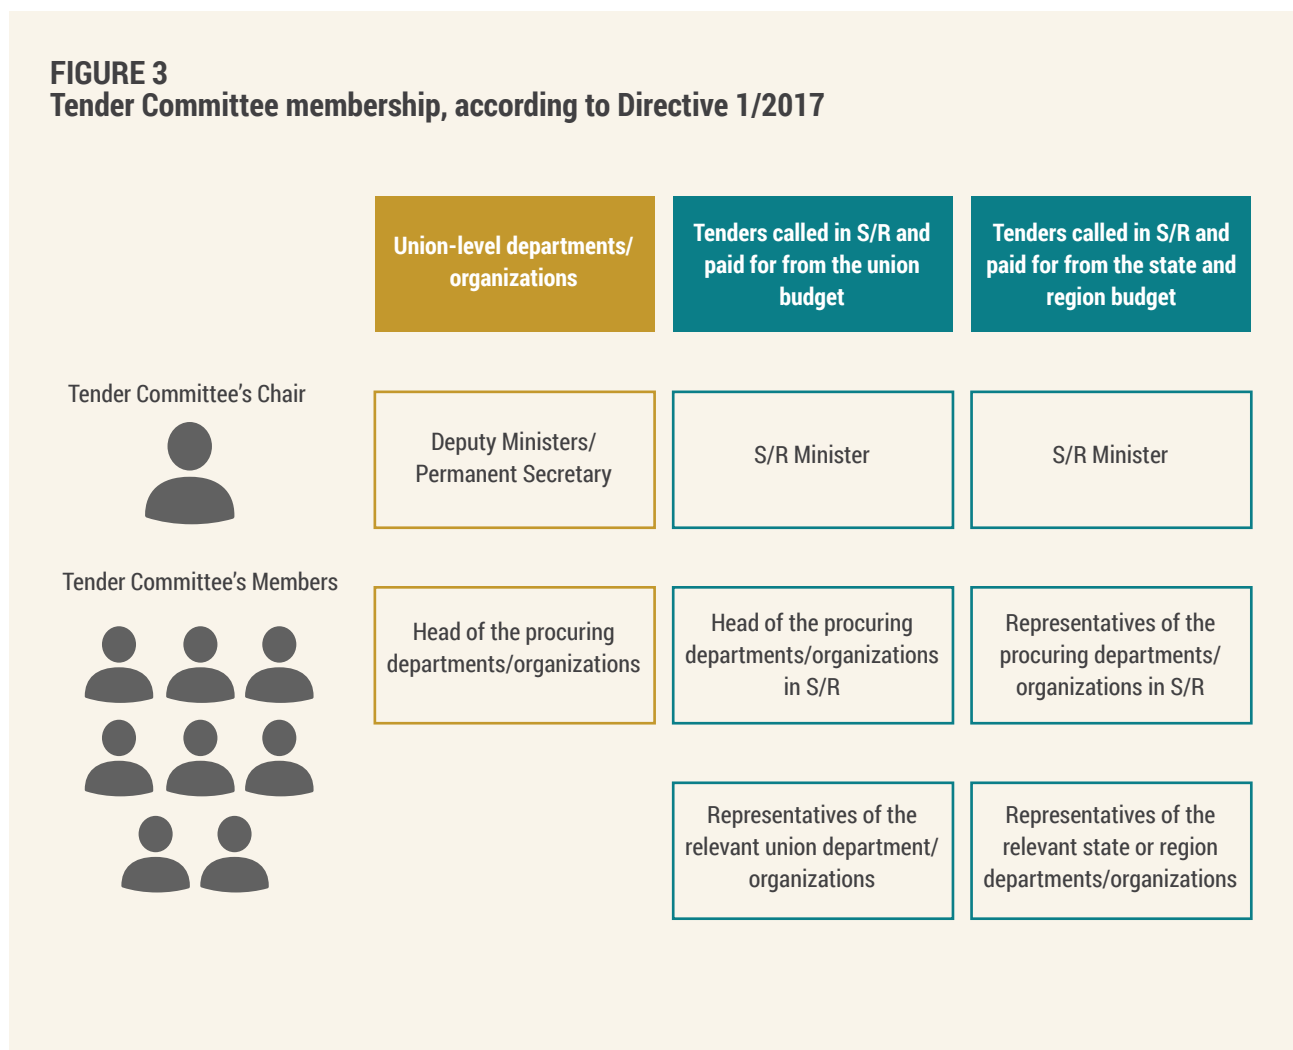 FIGURE 3
Tender Committee membership, according to Directive 1/2017
Union-level departments/
organizations
Tenders called in S/R and
paid for from the union
budget
Tenders called in S/R and
paid for from the state and
region budget
Tender Committee’s Chair
Deputy Ministers/
Permanent Secretary
S/R Minister
S/R Minister
Tender Committee’s Members
Head of the procuring
departments/organizations
Head of the procuring
departments/organizations
in S/R
Representatives of the
procuring departments/
organizations in S/R
Representatives of the
relevant union department/
organizations
Representatives of the
relevant state or region
departments/organizations